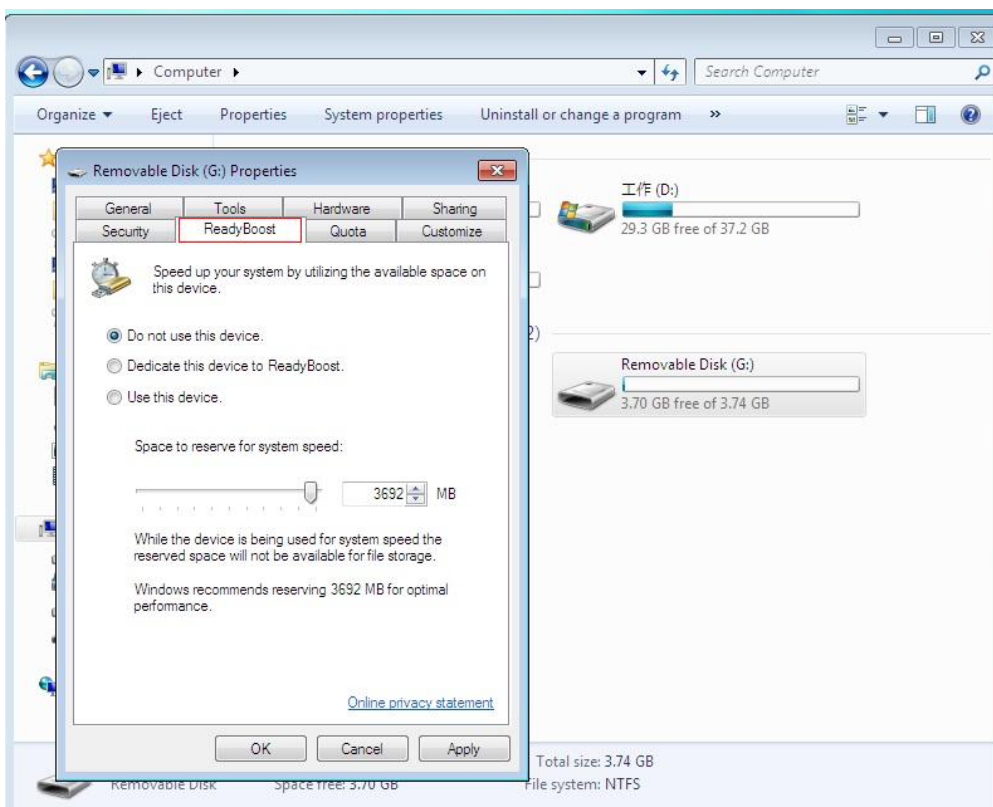 Computer
Search Computer
Organize Eject Properties System properties Uninstall or change a program »
Removable Disk (G:) Properties
General Tools Hardware Sharing
Security ReadyBoost Quota Customize
Speed up your system by utilizing the available space on
this device.
Do not use this device.
Dedicate this device to ReadyBoost.
Use this device.
Space to reserve for system speed:
3692 MB
While the device is being used for system speed the
reserved space will not be available for file storage.
Windows recommends reserving 3692 MB for optimal
performance.
Online privacy statement
OK Cancel Apply
工作 (D:)
29.3 GB free of 37.2 GB
2)
Removable Disk (G:)
3.70 GB free of 3.74 GB
Total size: 3.74 GB
Removable Disk Space free: 3.70 GB File system: NTFS